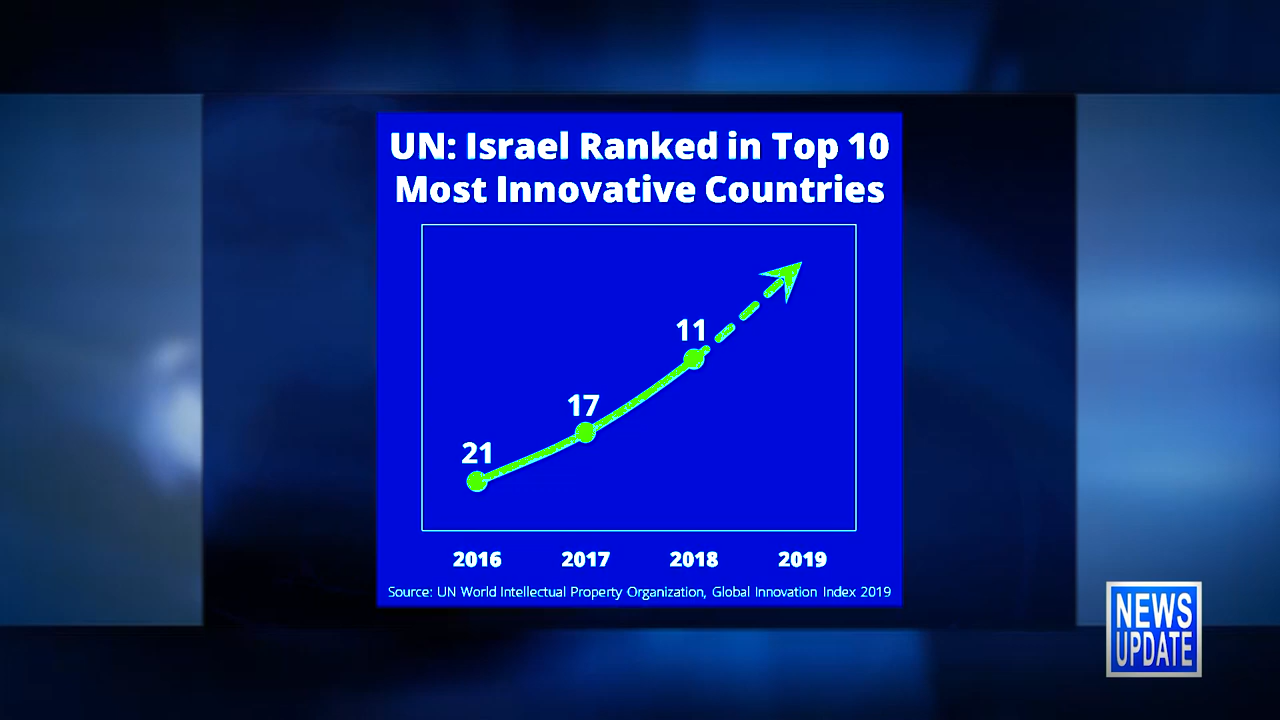 UN: Israel Ranked in Top 10
Most Innovative Countries
11
17
21
2016 2017 2018 2019
Source: UN World Intellectual Property Organization, Global Innovation Index 2019
NEWS
UPDATE